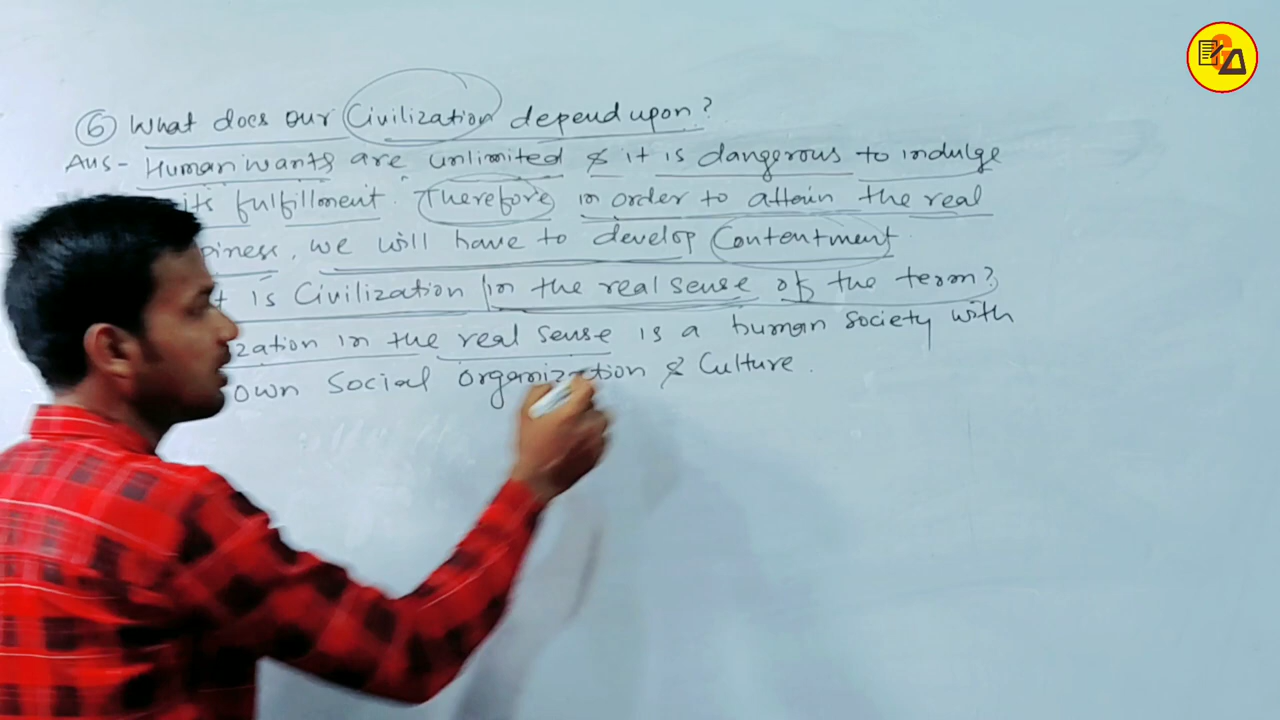 6 What does our Civilization depend upon?
Ans - Human wants are unlimited & it is dangerous to indulge
its fulfillment. Therefore in order to attain the real
piness, we will have to develop Contentment
t is Civilization in the real sense of the term?
zation in the real sense is a human society with
own social organization & Culture.